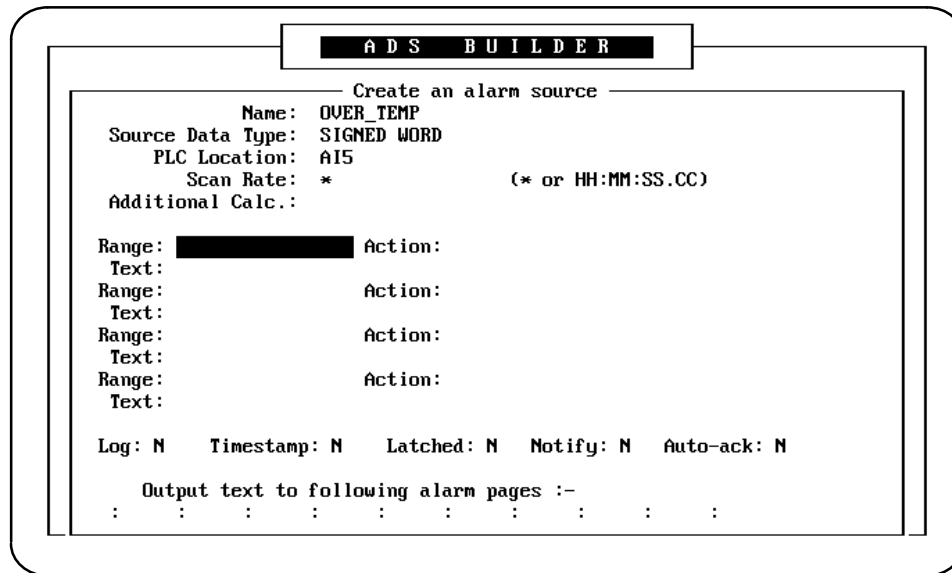 A D S B U I L D E R
Create an alarm source
Name: OVER_TEMP
Source Data Type: SIGNED WORD
PLC Location: AI5
Scan Rate: * (* or HH:MM:SS.CC)
Additional Calc.:
Range: Action:
Text:
Range: Action:
Text:
Range: Action:
Text:
Range: Action:
Text:
Log: N Timestamp: N Latched: N Notify: N Auto-ack: N
Output text to following alarm pages :-
: : : : : : : : : :